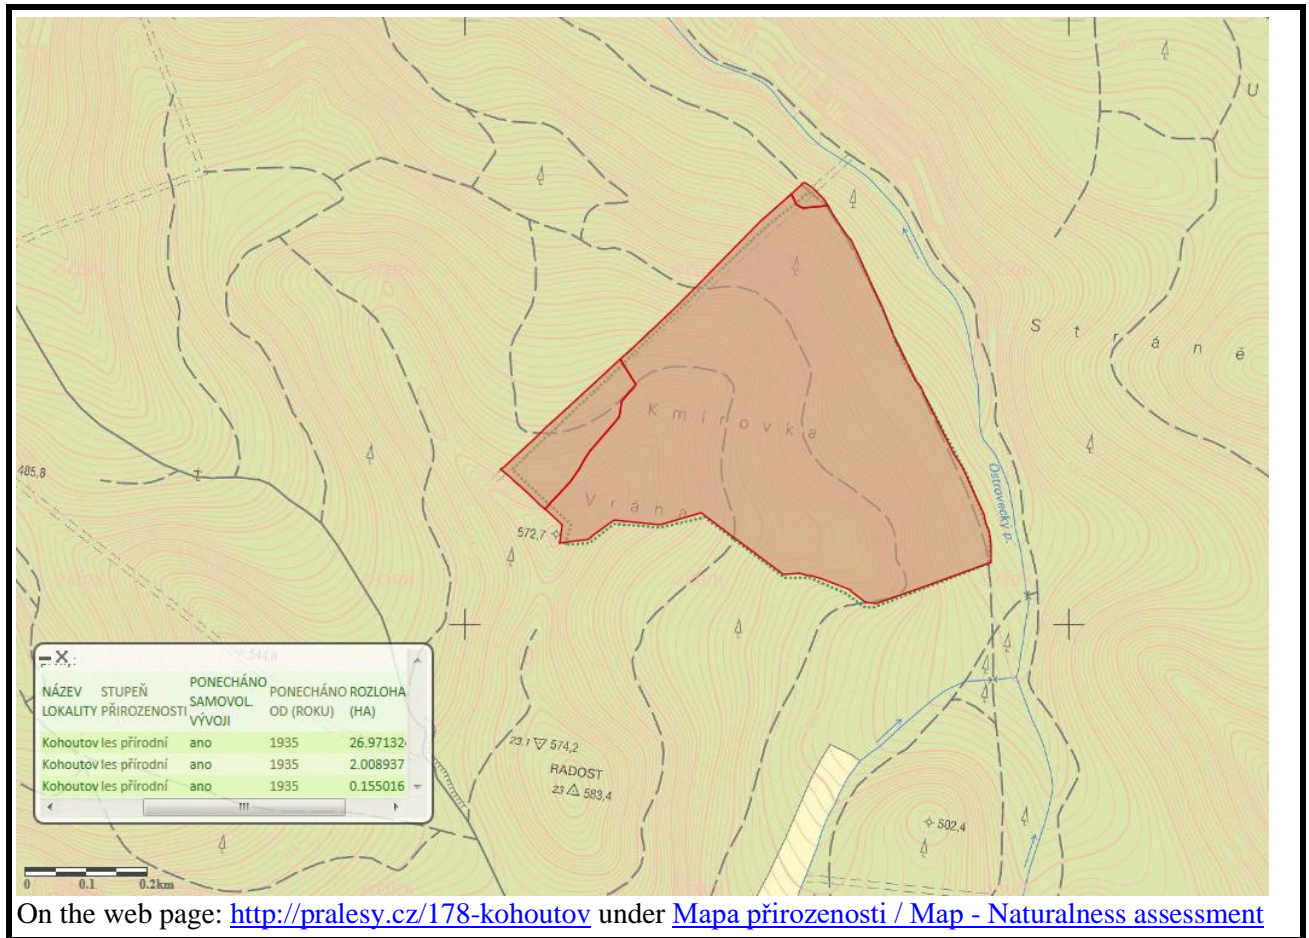 U
S t r á n ě
K m í r o v k a
485,8
V r á n a
Ostrovecký p.
572,7
544,8
NÁZEV LOKALITY
STUPEŇ PŘIROZENOSTI
PONECHÁNO SAMOVOL. VÝVOJI
PONECHÁNO OD (ROKU)
ROZLOHA (HA)
Kohoutov les přírodní ano 1935 26.97132
Kohoutov les přírodní ano 1935 2.008937
Kohoutov les přírodní ano 1935 0.155016
23.1 574,2
RADOST
23 583,4
502,4
0 0.1 0.2km
On the web page: http://pralesy.cz/178-kohoutov under Mapa přirozenosti / Map - Naturalness assessment